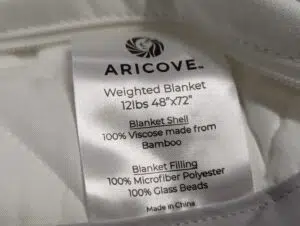 ARICOVE™
Weighted Blanket
12lbs 48"x72"
Blanket Shell
100% Viscose made from
Bamboo
Blanket Filling
100% Microfiber Polyester
100% Glass Beads
Made in China